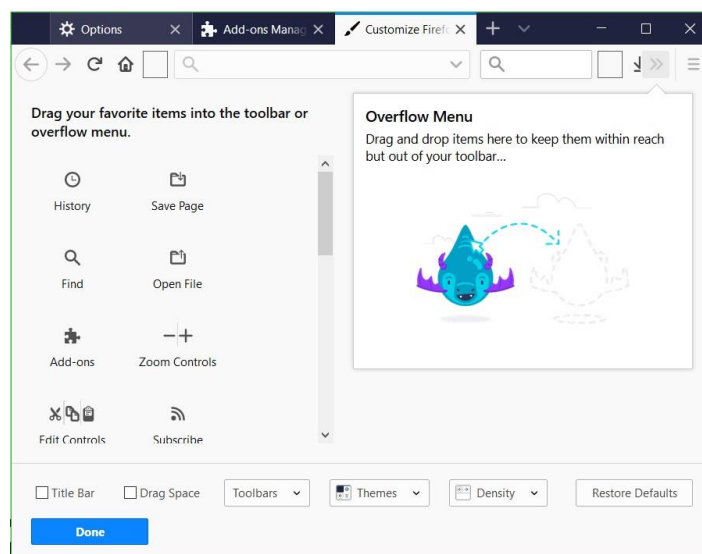 Options
Add-ons Manag
Customize Firefo
Drag your favorite items into the toolbar or
overflow menu.
History
Save Page
Find
Open File
Add-ons
Zoom Controls
Edit Controls
Subscribe
Overflow Menu
Drag and drop items here to keep them within reach
but out of your toolbar...
Title Bar
Drag Space
Toolbars
Themes
Density
Restore Defaults
Done